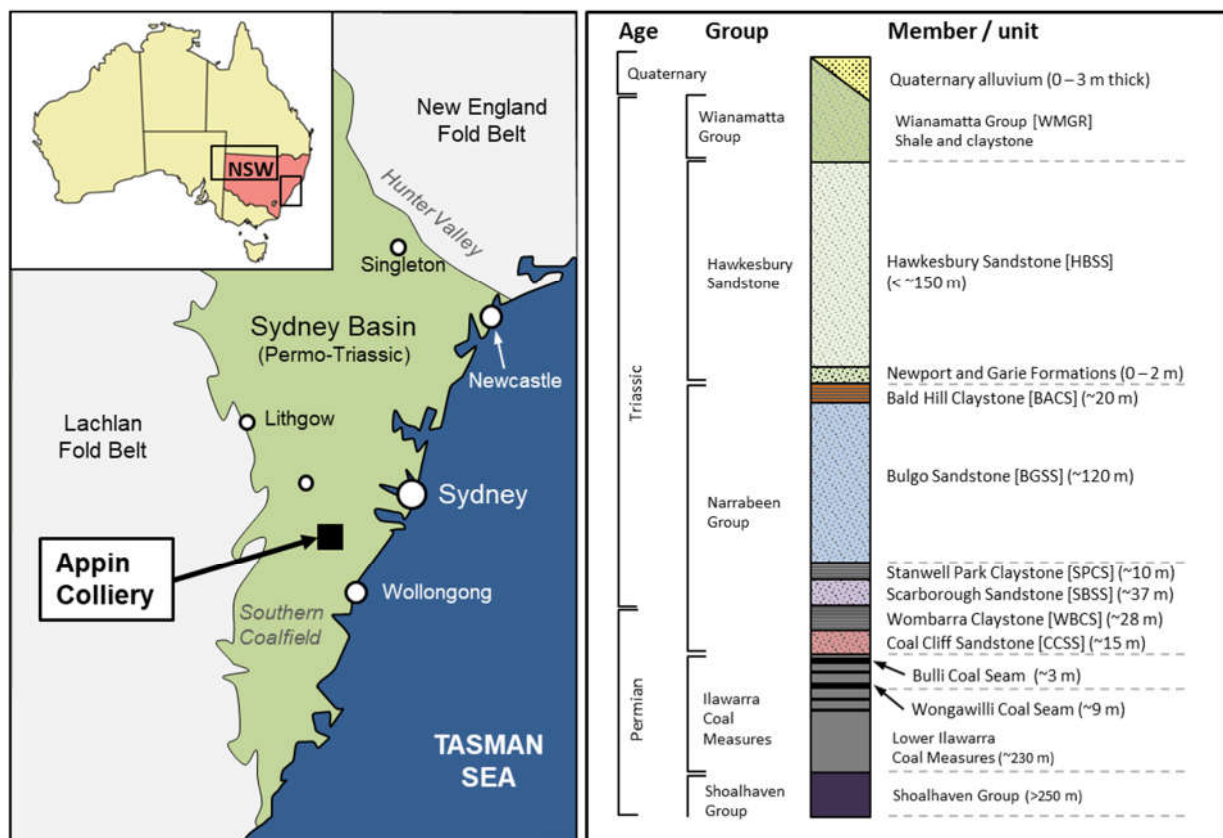 NSW
New England
Fold Belt
Hunter Valley
Singleton
Sydney Basin
(Permo-Triassic)
Newcastle
Lithgow
Lachlan
Fold Belt
Sydney
Appin
Colliery
Wollongong
Southern
Coalfield
TASMAN
SEA
Age
Group
Member / unit
Quaternary
Quaternary alluvium (0 – 3 m thick)
Wianamatta
Group
Wianamatta Group [WMGR]
Shale and claystone
Triassic
Hawkesbury
Sandstone
Hawkesbury Sandstone [HBSS]
(< ~150 m)
Newport and Garie Formations (0 – 2 m)
Bald Hill Claystone [BACS] (~20 m)
Narrabeen
Group
Bulgo Sandstone [BGSS] (~120 m)
Stanwell Park Claystone [SPCS] (~10 m)
Scarborough Sandstone [SBSS] (~37 m)
Wombarra Claystone [WBCS] (~28 m)
Coal Cliff Sandstone [CCSS] (~15 m)
Permian
Ilawarra
Coal
Measures
Bulli Coal Seam (~3 m)
Wongawilli Coal Seam (~9 m)
Lower Ilawarra
Coal Measures (~230 m)
Shoalhaven
Group
Shoalhaven Group (>250 m)